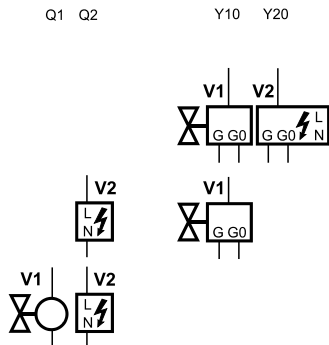 Q1 Q2 Y10 Y20
V1 V2
L
G G0 G G0 N
V2 V1
L
N G G0
V1 V2
L
N